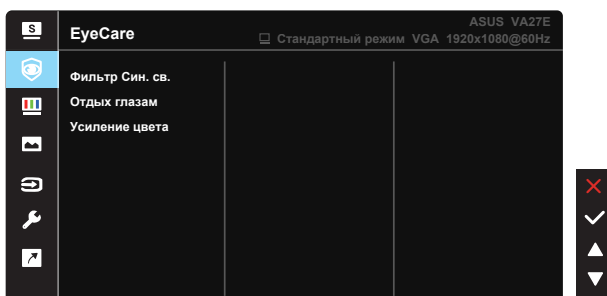 S
EyeCare
ASUS VA27E
Стандартный режим VGA 1920x1080@60Hz
Фильтр Син. св.
Отдых глазам
Усиление цвета